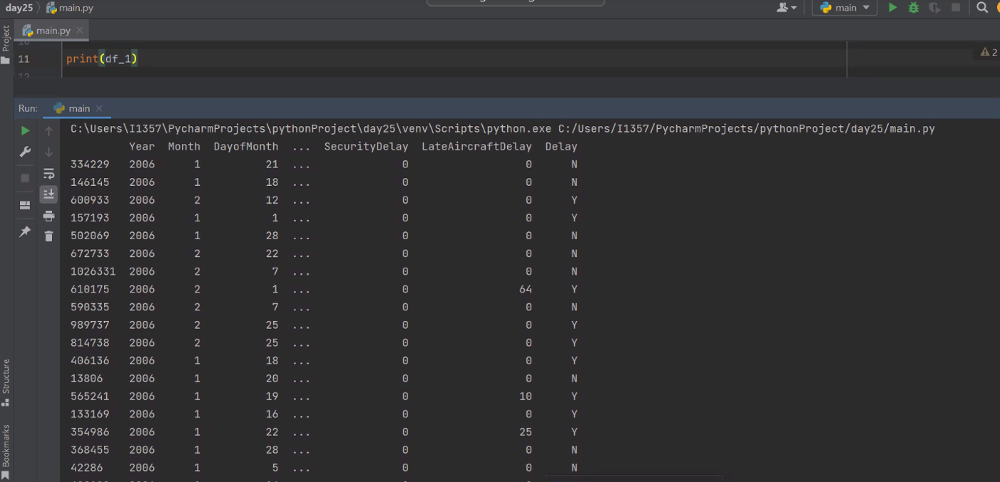 day25 main.py main
Project
main.py
10
11 print(df_1) 2
12
Run: main
C:\Users\I1357\PycharmProjects\pythonProject\day25\venv\Scripts\python.exe C:/Users/I1357/PycharmProjects/pythonProject/day25/main.py
Year Month DayofMonth ... SecurityDelay LateAircraftDelay Delay
334229 2006 1 21 ... 0 0 N
146145 2006 1 18 ... 0 0 N
600933 2006 2 12 ... 0 0 Y
157193 2006 1 1 ... 0 0 Y
502069 2006 1 28 ... 0 0 N
672733 2006 2 22 ... 0 0 N
1026331 2006 2 7 ... 0 0 N
610175 2006 2 1 ... 0 64 Y
590335 2006 2 7 ... 0 0 N
989737 2006 2 25 ... 0 0 Y
814738 2006 2 25 ... 0 0 Y
406136 2006 1 18 ... 0 0 Y
13806 2006 1 20 ... 0 0 N
565241 2006 1 19 ... 0 10 Y
133169 2006 1 16 ... 0 0 Y
354986 2006 1 22 ... 0 25 Y
368455 2006 1 28 ... 0 0 N
42286 2006 1 5 ... 0 0 N
Structure
Bookmarks